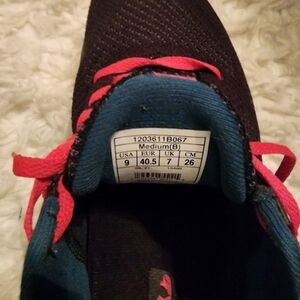 1203611B067
Medium(B)
USA EUR UK CM
9 40.5 7 26